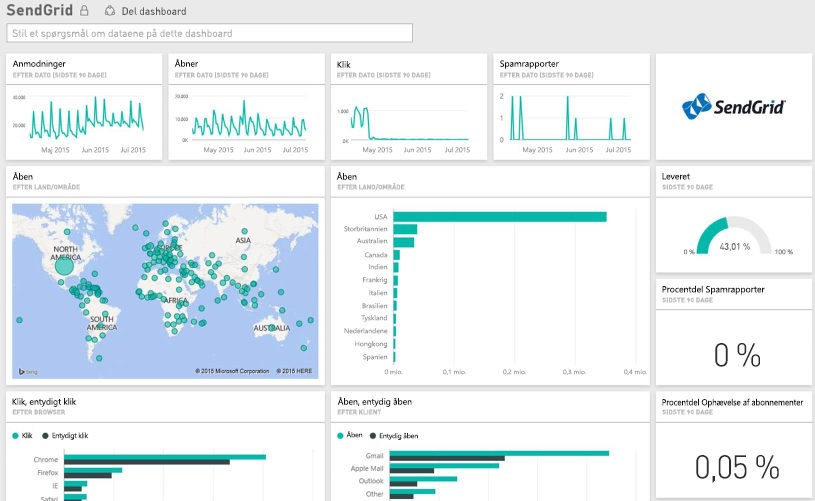 SendGrid
Del dashboard
Stil et spørgsmål om dataene på dette dashboard
Anmodninger
EFTER DATO (SIDSTE 90 DAGE)
40.000
20.000
Maj 2015 Jun 2015 Jul 2015
Åbner
EFTER DATO (SIDSTE 90 DAGE)
20.000
10.000
0K
May 2015 Jun 2015 Jul 2015
Klik
EFTER DATO (SIDSTE 90 DAGE)
1.000
0K
May 2015 Jun 2015 Jul 2015
Spamrapporter
EFTER DATO (SIDSTE 90 DAGE)
2
1
0
May 2015 Jun 2015 Jul 2015
SendGrid
Åben
EFTER LAND/OMRÅDE
NORTH
AMERICA
EUROPE
ASIA
AFRICA
SOUTH
AMERICA
AUSTRALIA
bing
© 2015 Microsoft Corporation © 2015 HERE
Åben
EFTER LAND/OMRÅDE
USA
Storbritannien
Australien
Canada
Indien
Frankrig
Italien
Brasilien
Tyskland
Nederlandene
Hongkong
Spanien
0 mio. 0,1 mio. 0,2 mio. 0,3 mio. 0,4 mio.
Leveret
SIDSTE 90 DAGE
0 % 43,01 % 100 %
Procentdel Spamrapporter
SIDSTE 90 DAGE
0 %
Klik, entydigt klik
EFTER BROWSER
Klik Entydigt klik
Chrome
Firefox
IE
Safari
Åben, entydig åben
EFTER KLIENT
Åben Entydig åben
Gmail
Apple Mail
Outlook
Other
Procentdel Ophævelse af abonnementer
SIDSTE 90 DAGE
0,05 %